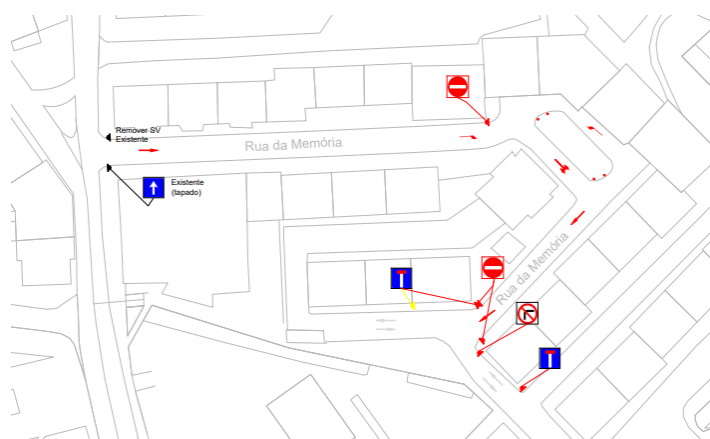 Remover SV
Existente
Rua da Memória
Existente
(tapado)
Rua da Memória